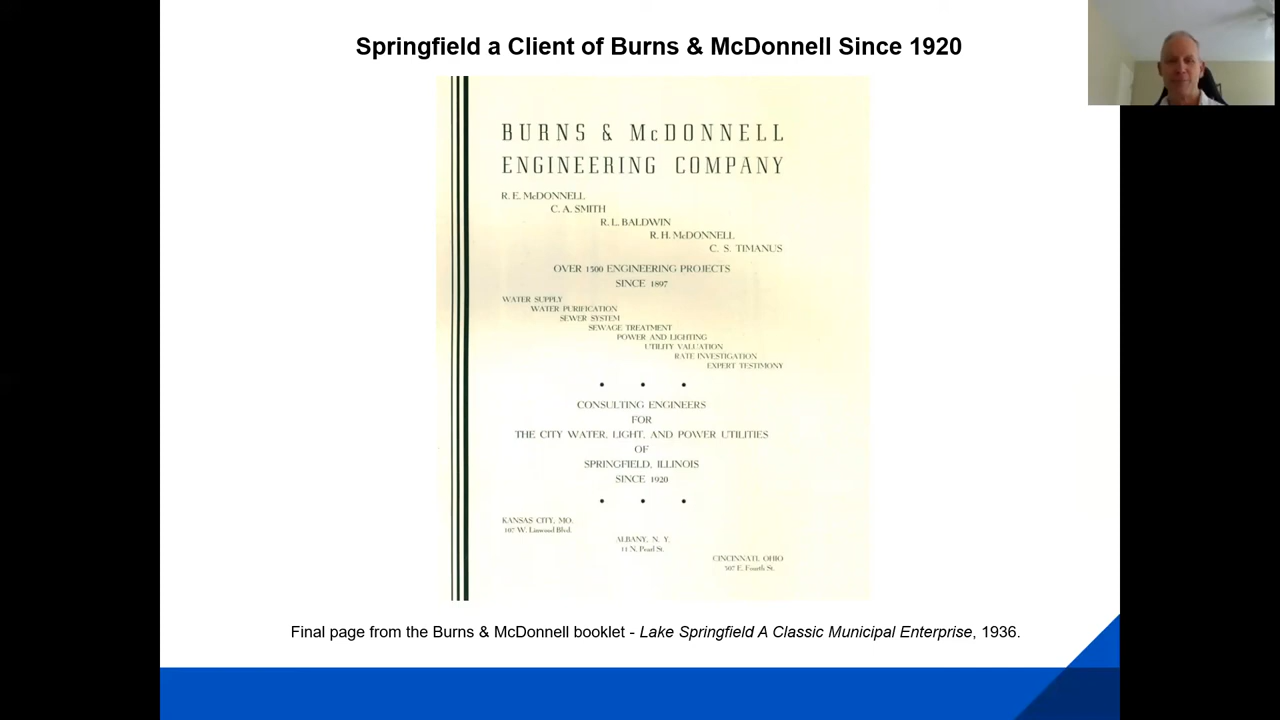 Springfield a Client of Burns & McDonnell Since 1920
BURNS & McDONNELL
ENGINEERING COMPANY
R. E. McDONNELL
C. A. SMITH
R. L. BALDWIN
R. H. McDONNELL
C. S. TIMANUS
OVER 1300 ENGINEERING PROJECTS
SINCE 1897
WATER SUPPLY
WATER PURIFICATION
SEWER SYSTEM
SEWAGE TREATMENT
POWER AND LIGHTING
UTILITY VALUATION
RATE INVESTIGATION
EXPERT TESTIMONY
• • •
CONSULTING ENGINEERS
FOR
THE CITY WATER, LIGHT, AND POWER UTILITIES
OF
SPRINGFIELD, ILLINOIS
SINCE 1920
• • •
KANSAS CITY, MO.
107 W. Linwood Blvd.
ALBANY, N. Y.
11 N. Pearl St.
CINCINNATI, OHIO
307 E. Fourth St.
Final page from the Burns & McDonnell booklet - Lake Springfield A Classic Municipal Enterprise, 1936.